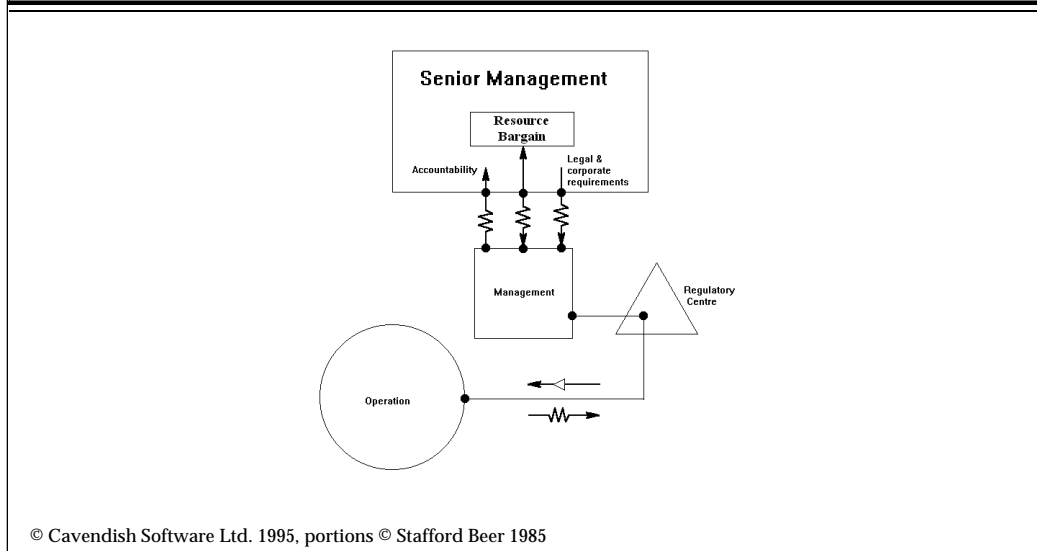 Senior Management
Resource
Bargain
Accountability
Legal &
corporate
requirements
Management
Regulatory
Centre
Operation
© Cavendish Software Ltd. 1995, portions © Stafford Beer 1985